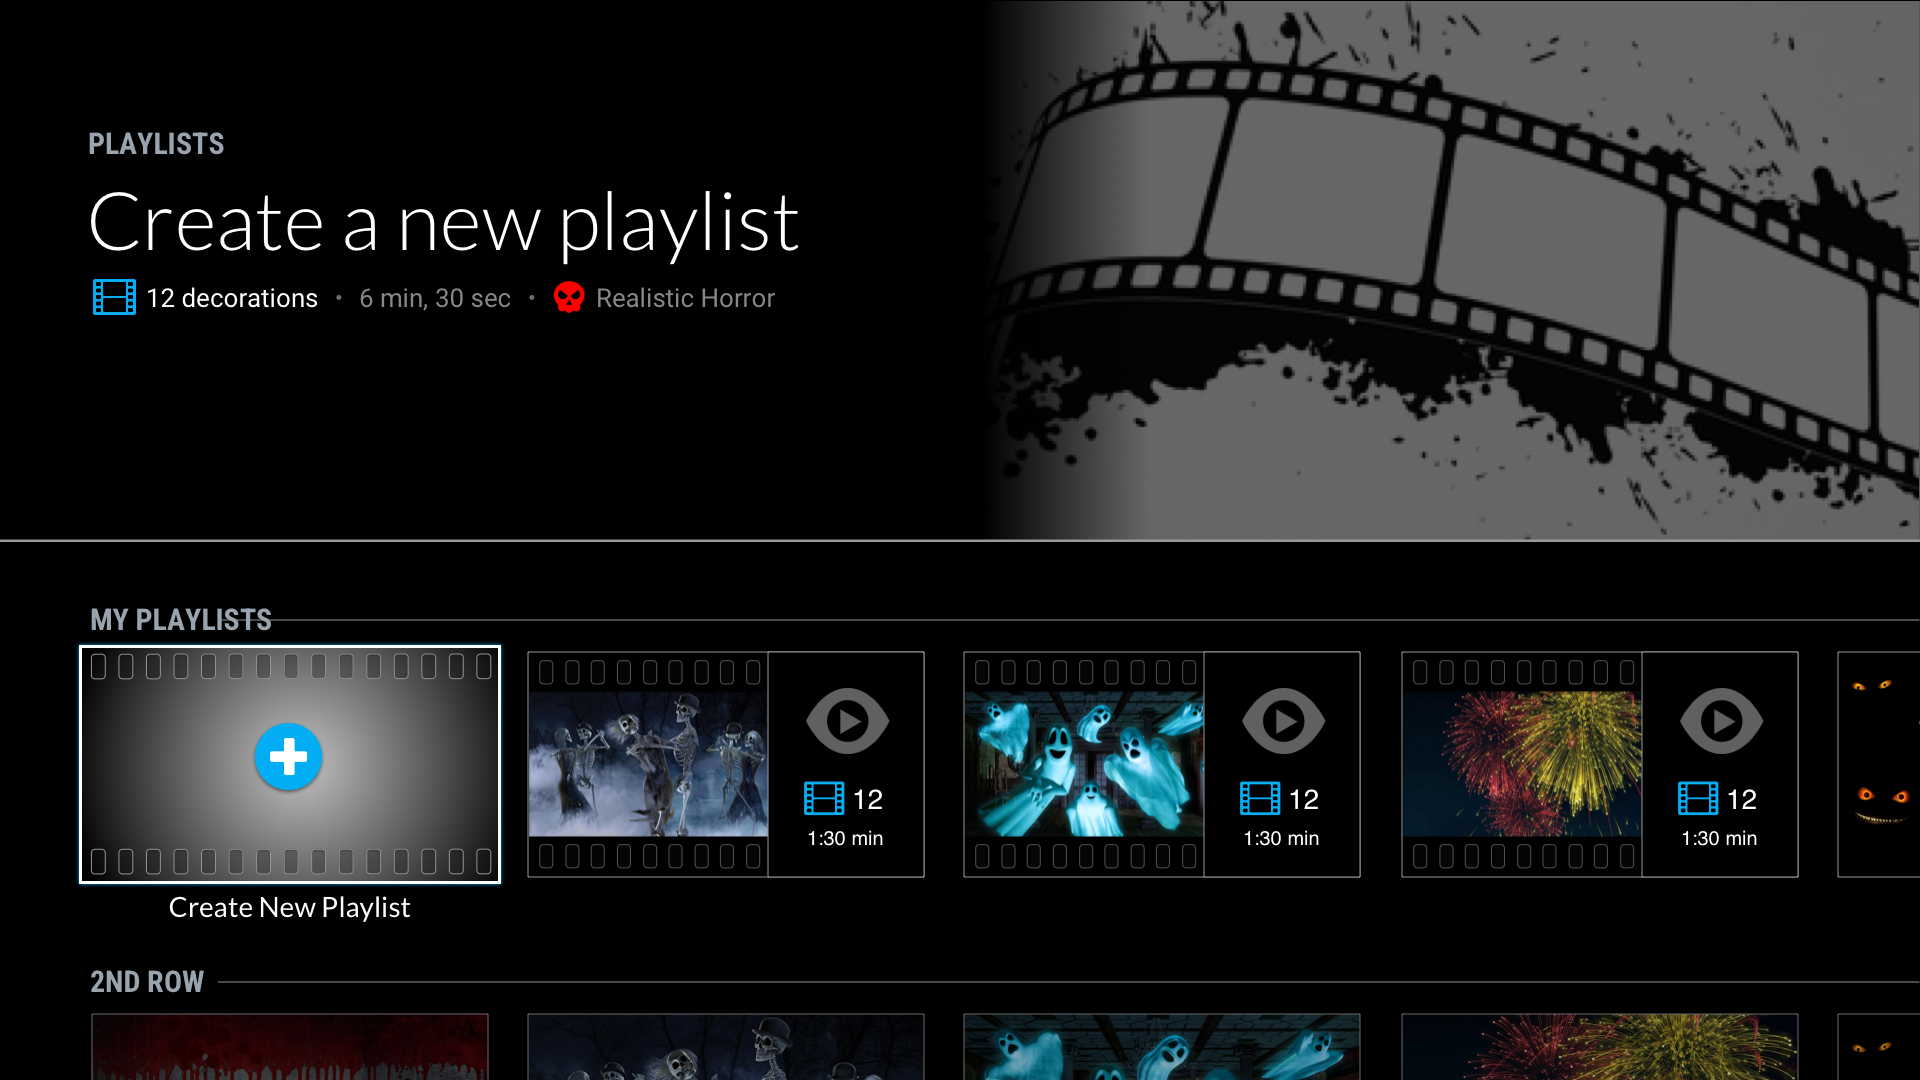 PLAYLISTS
Create a new playlist
12 decorations • 6 min, 30 sec • Realistic Horror
MY PLAYLISTS
12
1:30 min
12
1:30 min
12
1:30 min
Create New Playlist
2ND ROW